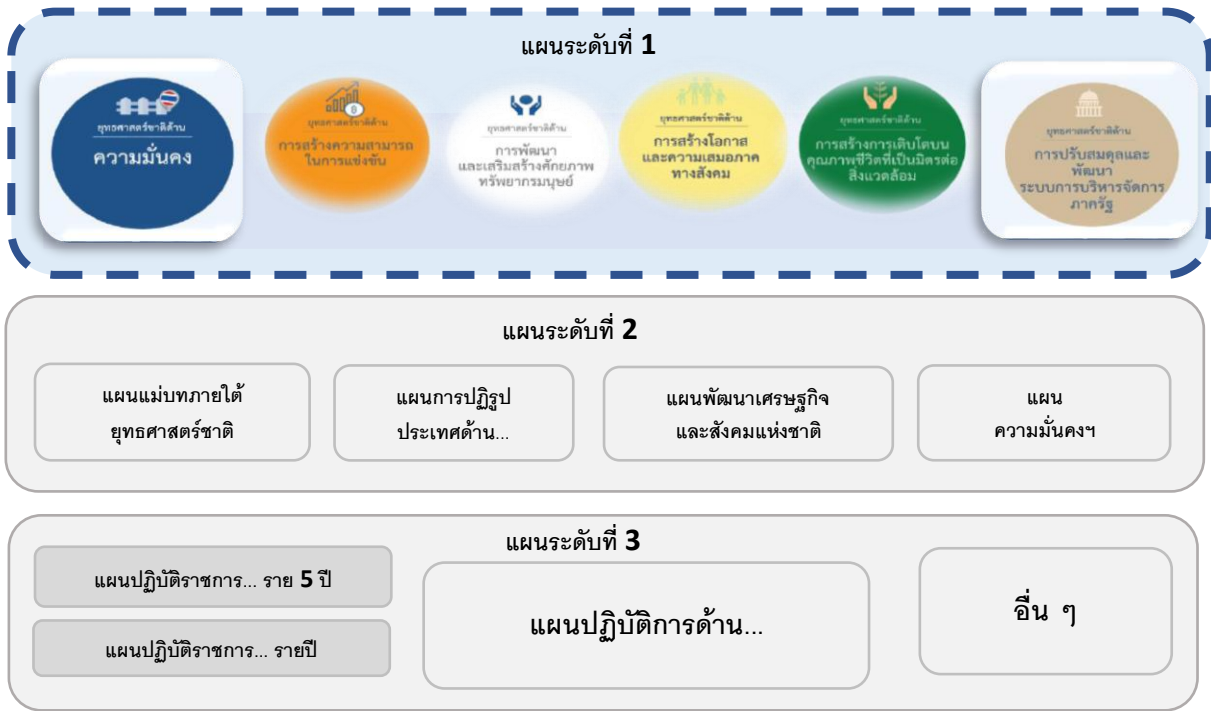 แผนระดับที่ 1
ยุทธศาสตร์ชาติด้าน
ความมั่นคง
ยุทธศาสตร์ชาติด้าน
การสร้างความสามารถ
ในการแข่งขัน
ยุทธศาสตร์ชาติด้าน
การพัฒนา
และเสริมสร้างศักยภาพ
ทรัพยากรมนุษย์
ยุทธศาสตร์ชาติด้าน
การสร้างโอกาส
และความเสมอภาค
ทางสังคม
ยุทธศาสตร์ชาติด้าน
การสร้างการเติบโตบน
คุณภาพชีวิตที่เป็นมิตรต่อ
สิ่งแวดล้อม
ยุทธศาสตร์ชาติด้าน
การปรับสมดุลและ
พัฒนา
ระบบการบริหารจัดการ
ภาครัฐ
แผนระดับที่ 2
แผนแม่บทภายใต้
ยุทธศาสตร์ชาติ
แผนการปฏิรูป
ประเทศด้าน...
แผนพัฒนาเศรษฐกิจ
และสังคมแห่งชาติ
แผน
ความมั่นคงฯ
แผนระดับที่ 3
แผนปฏิบัติราชการ... ราย 5 ปี
แผนปฏิบัติราชการ... รายปี
แผนปฏิบัติการด้าน...
อื่น ๆ